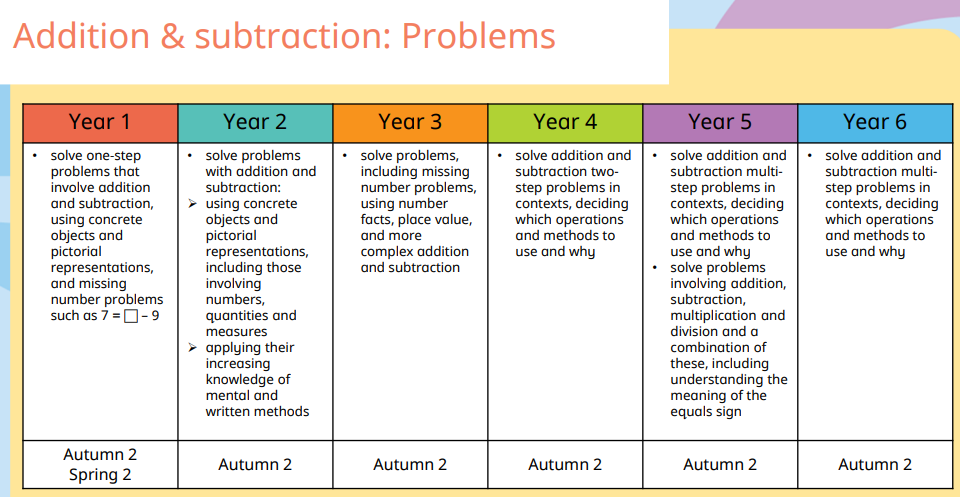 Addition & subtraction: Problems
Year 1
Year 2
Year 3
Year 4
Year 5
Year 6
• solve one-step
problems that
involve addition
and subtraction,
using concrete
objects and
pictorial
representations,
and missing
number problems
such as 7 = □ – 9
• solve problems
with addition and
subtraction:
➢ using concrete
objects and
pictorial
representations,
including those
involving
numbers,
quantities and
measures
➢ applying their
increasing
knowledge of
mental and
written methods
• solve problems,
including missing
number problems,
using number
facts, place value,
and more
complex addition
and subtraction
• solve addition and
subtraction two-
step problems in
contexts, deciding
which operations
and methods to
use and why
• solve addition and
subtraction multi-
step problems in
contexts, deciding
which operations
and methods to
use and why
• solve problems
involving addition,
subtraction,
multiplication and
division and a
combination of
these, including
understanding the
meaning of the
equals sign
• solve addition and
subtraction multi-
step problems in
contexts, deciding
which operations
and methods to
use and why
Autumn 2
Spring 2
Autumn 2
Autumn 2
Autumn 2
Autumn 2
Autumn 2